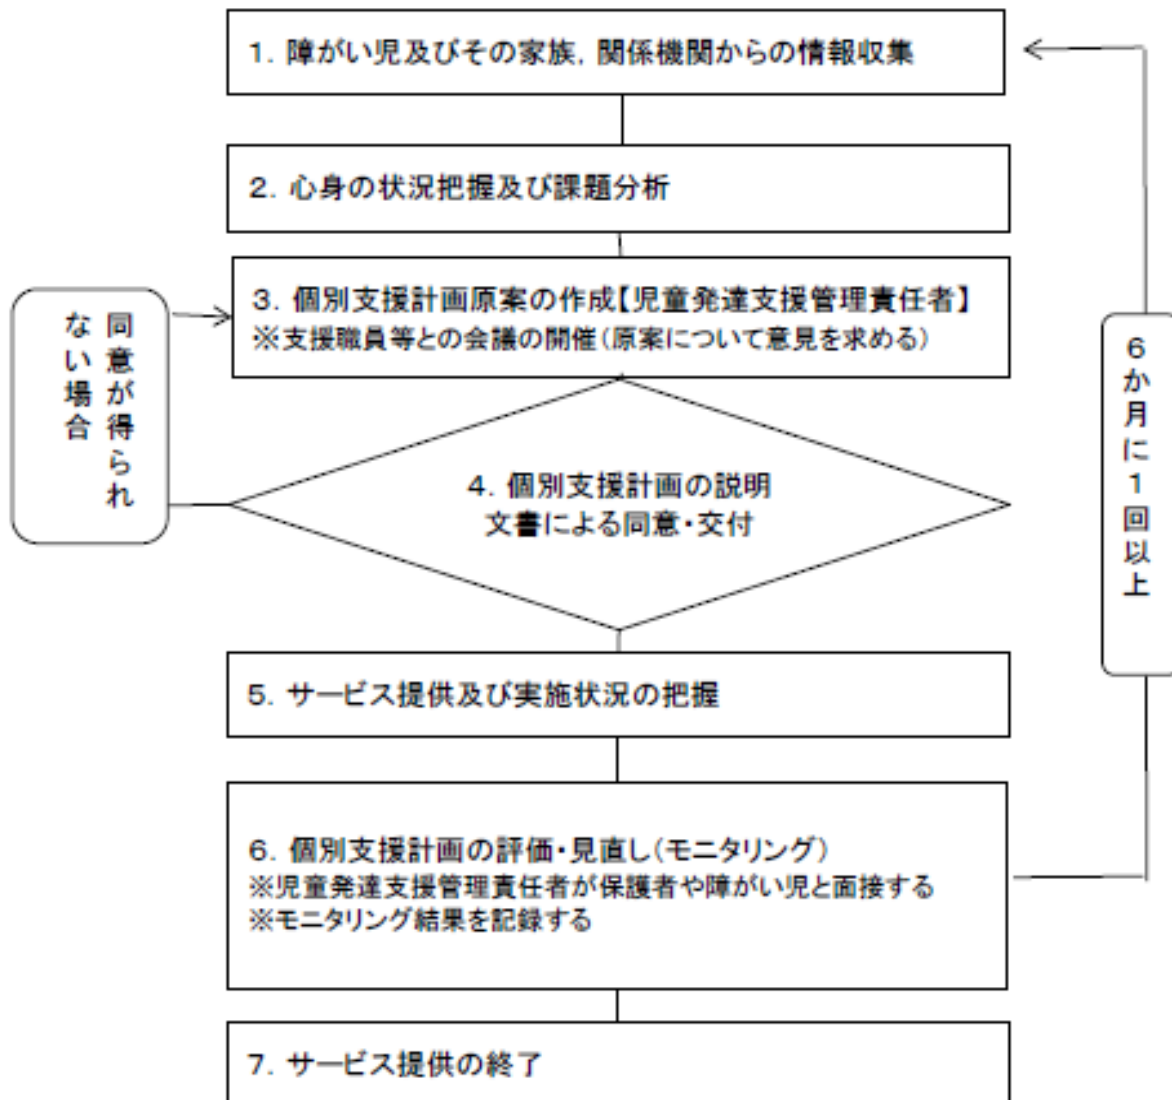 1．障がい児及びその家族，関係機関からの情報収集
2．心身の状況把握及び課題分析
3．個別支援計画原案の作成【児童発達支援管理責任者】
※支援職員等との会議の開催（原案について意見を求める）
同意が得られ
ない場合
4．個別支援計画の説明
文書による同意・交付
6か月に1回以上
5．サービス提供及び実施状況の把握
6．個別支援計画の評価・見直し（モニタリング）
※児童発達支援管理責任者が保護者や障がい児と面接する
※モニタリング結果を記録する
7．サービス提供の終了